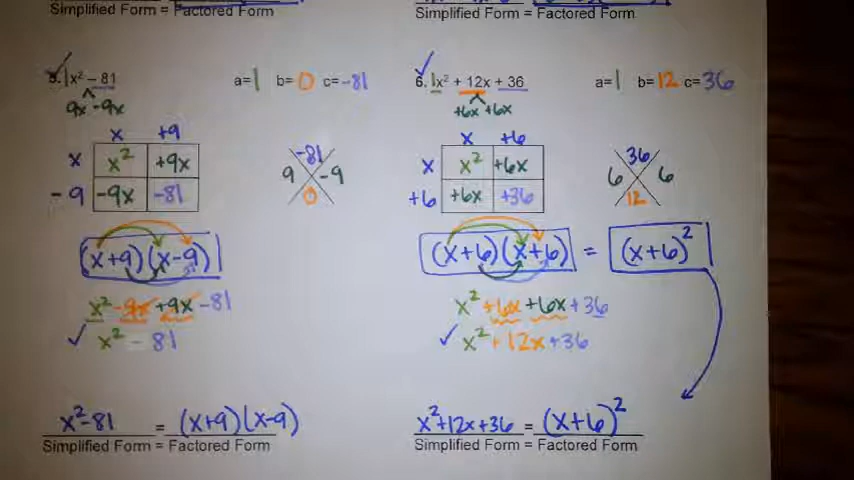 Simplified Form = Factored Form
Simplified Form = Factored Form
5. 1x² − 81
a=1 b=0 c=-81
9x -9x
x +9
x x² +9x
-9 -9x -81
-81
9 -9
0
(x+9)(x-9)
x² -9x +9x -81
x² - 81
x²-81 = (x+9)(x-9)
Simplified Form = Factored Form
6. 1x² + 12x + 36
a=1 b=12 c=36
+6x +6x
x +6
x x² +6x
+6 +6x +36
36
6 6
12
(x+6)(x+6) = (x+6)²
x² +6x +6x +36
x² +12x +36
x²+12x+36 = (x+6)²
Simplified Form = Factored Form